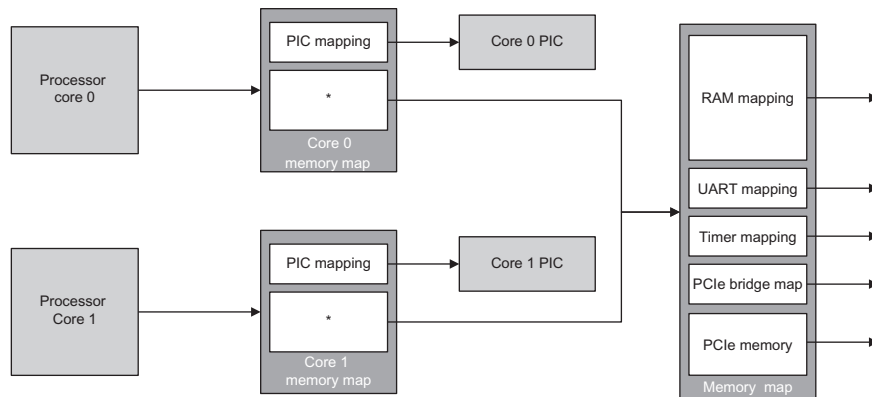 Processor
core 0
PIC mapping
*
Core 0
memory map
Core 0 PIC
Processor
Core 1
PIC mapping
*
Core 1
memory map
Core 1 PIC
RAM mapping
UART mapping
Timer mapping
PCIe bridge map
PCIe memory
Memory map